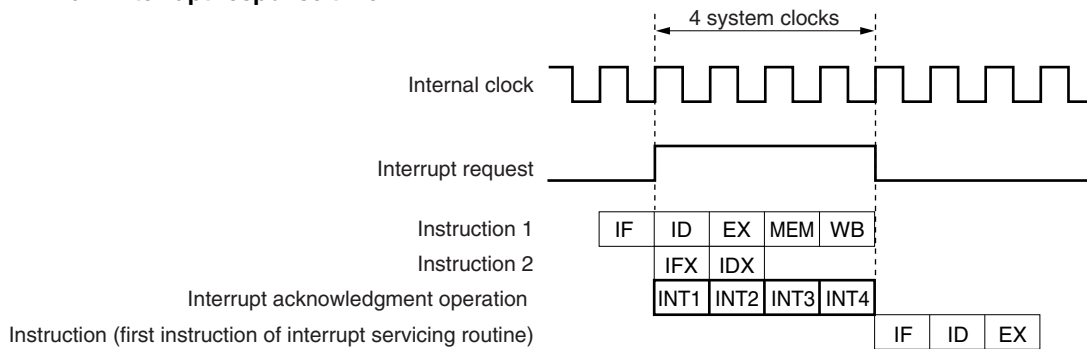 4 system clocks
Internal clock
Interrupt request
Instruction 1 IF ID EX MEM WB
Instruction 2 IFX IDX
Interrupt acknowledgment operation INT1 INT2 INT3 INT4
Instruction (first instruction of interrupt servicing routine) IF ID EX